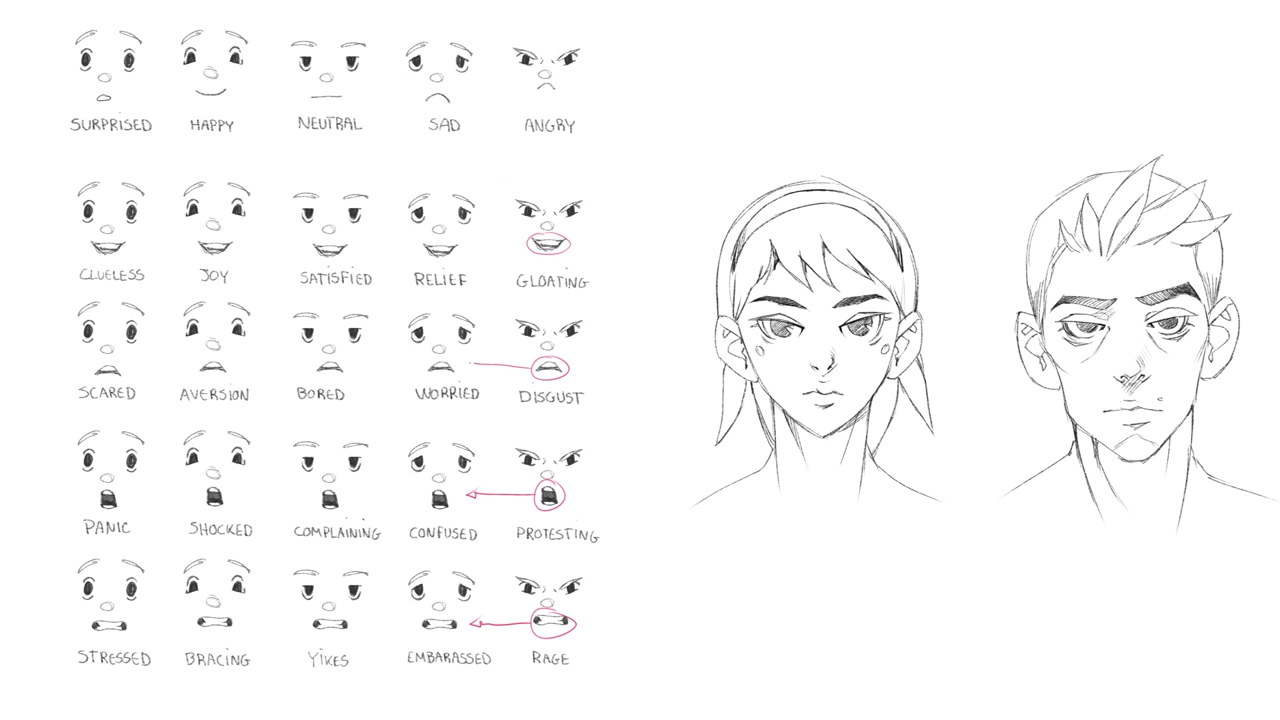 SURPRISED HAPPY NEUTRAL SAD ANGRY
CLUELESS JOY SATISFIED RELIEF GLOATING
SCARED AVERSION BORED WORRIED DISGUST
PANIC SHOCKED COMPLAINING CONFUSED PROTESTING
STRESSED BRACING YIKES EMBARASSED RAGE